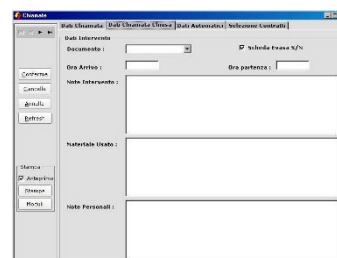 Chiamate
Dati Chiamata Dati Chiamata Chiusa Dati Automatici Selezione Contratti
Dati Intervento
Documento : Scheda Evasa S/N
Ora Arrivo : Ora partenza :
Conferma
Cancella
Annulla
Refresh
Note Intervento :
Materiale Usato :
Stampa
Anteprima
Stampa
Moduli
Note Personali :